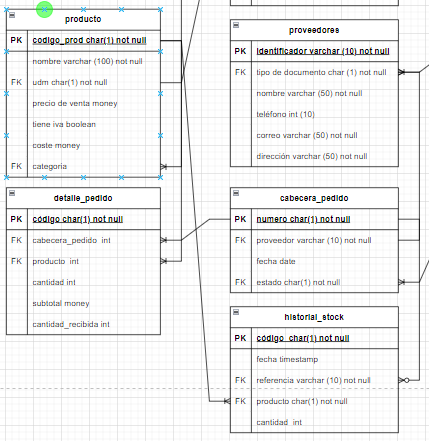 producto
PK codigo_prod char(1) not null
nombre varchar (100) not null
FK udm char(1) not null
precio de venta money
tiene iva boolean
coste money
FK categoria
detalle_pedido
PK código char(1) not null
FK cabecera_pedido int
FK producto int
cantidad int
subtotal money
cantidad_recibida int
proveedores
PK identificador varchar (10) not null
FK tipo de documento char (1) not null
nombre varchar (50) not null
teléfono int (10)
correo varchar (50) not null
dirección varchar (50) not null
cabecera_pedido
PK numero char(1) not null
FK proveedor varchar (10) not null
fecha date
FK estado char(1) not null
historial_stock
PK código_char(1) not null
fecha timestamp
FK referencia varchar (10) not null
FK producto char(1) not null
cantidad int